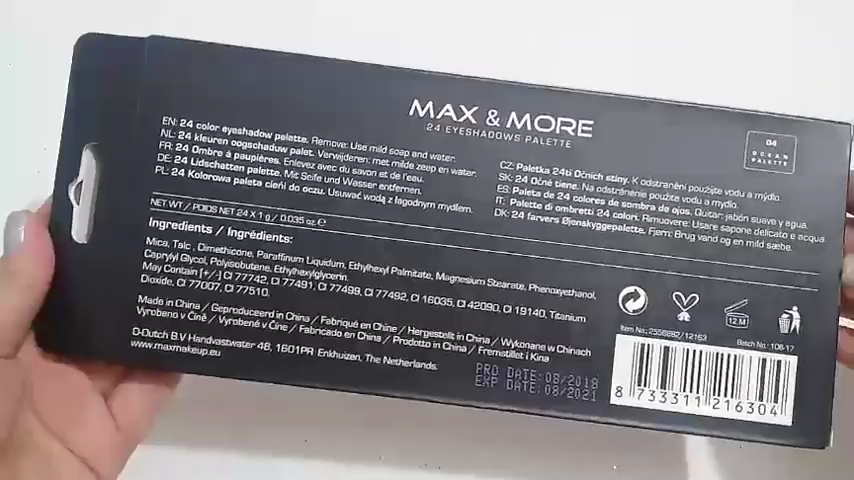 MAX & MORE
24 EYESHADOWS PALETTE
04
OCEAN
PALETTE
EN: 24 color eyeshadow palette. Remove: Use mild soap and water.
NL: 24 kleuren oogschaduw palet. Verwijderen: met milde zeep en water.
FR: 24 Ombre à paupières. Enlevez avec du savon et de l'eau.
DE: 24 Lidschatten palette. Mit Seife und Wasser entfernen.
PL: 24 Kolorowa paleta cieni do oczu. Usuwać wodą z łagodnym mydłem.
CZ: Paletka 24ti Očních stiny. K odstranění použijte vodu a mýdlo.
SK: 24 Očné tiene. Na odstránenie použite vodu a mydlo.
ES: Paleta de 24 colores de sombra de ojos. Quitar: jabón suave y agua.
IT: Palette di ombretti 24 colori. Rimuovere: Usare sapone delicato e acqua
DK: 24 farvers Øjenskyggepalette. Fjern: Brug vand og en mild sæbe.
NET WT / POIDS NET 24 X 1 g / 0.035 oz e
Ingredients / Ingrédients:
Mica, Talc, Dimethicone, Paraffinum Liquidum, Ethylhexyl Palmitate, Magnesium Stearate, Phenoxyethanol,
Caprylyl Glycol, Polyisobutene, Ethylhexylglycerin.
May Contain [+/-] CI 77742, CI 77491, CI 77499, CI 77492, CI 16035, CI 42090, CI 19140, Titanium
Dioxide, CI 77007, CI 77510.
Made in China / Geproduceerd in China / Fabriqué en Chine / Hergestellt in China / Wykonane w Chinach
Vyrobeno v Číně / Vyrobené v Číne / Fabricado en China / Prodotto in China / Fremstillet i Kina
D-Dutch B.V Handvastwater 4B, 1601PR Enkhuizen, The Netherlands.
www.maxmakeup.eu
PRO DATE:08/2018
EXP DATE:08/2021
12 M
Item No.: 2556882/12163
Batch No.: 108-17
8 733311 216304